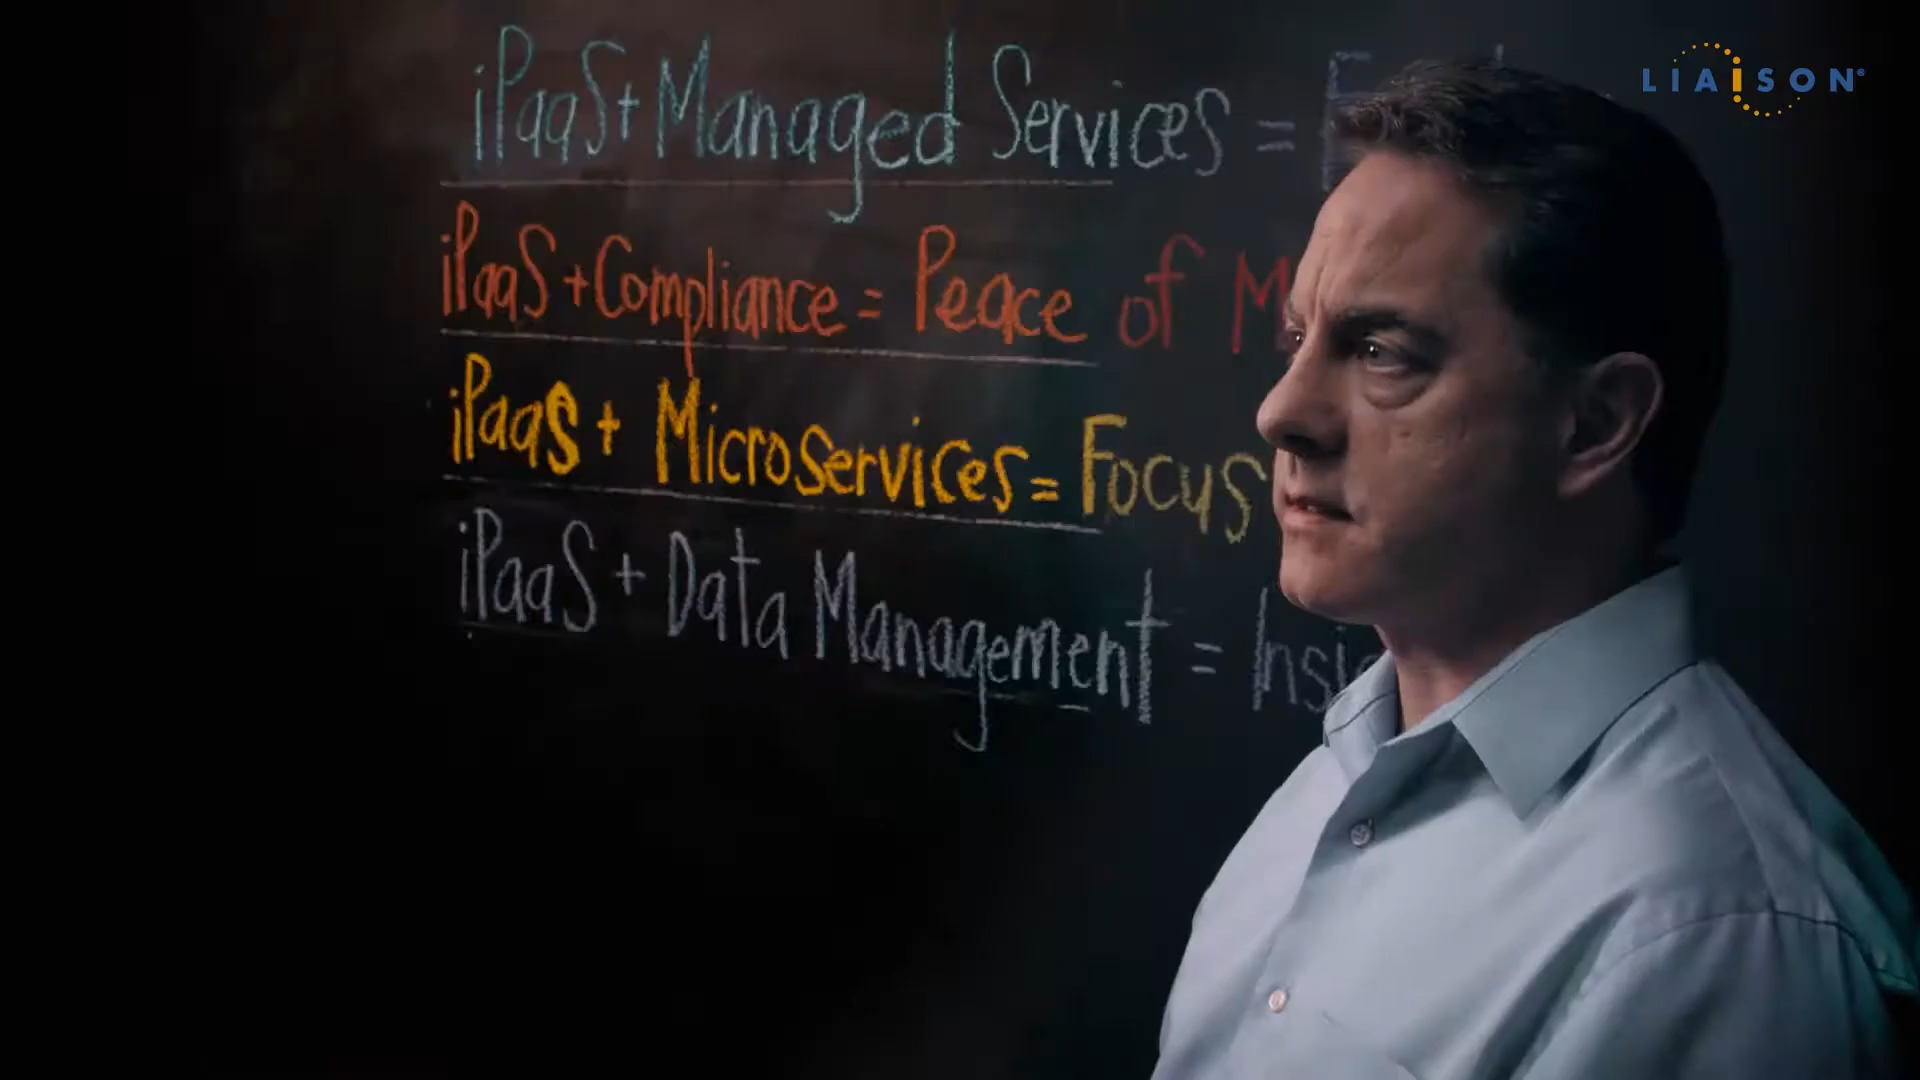 LIAISON®
iPaaS + Managed Services =
iPaaS + Compliance = Peace of
iPaaS + Microservices = Focus
iPaaS + Data Management =